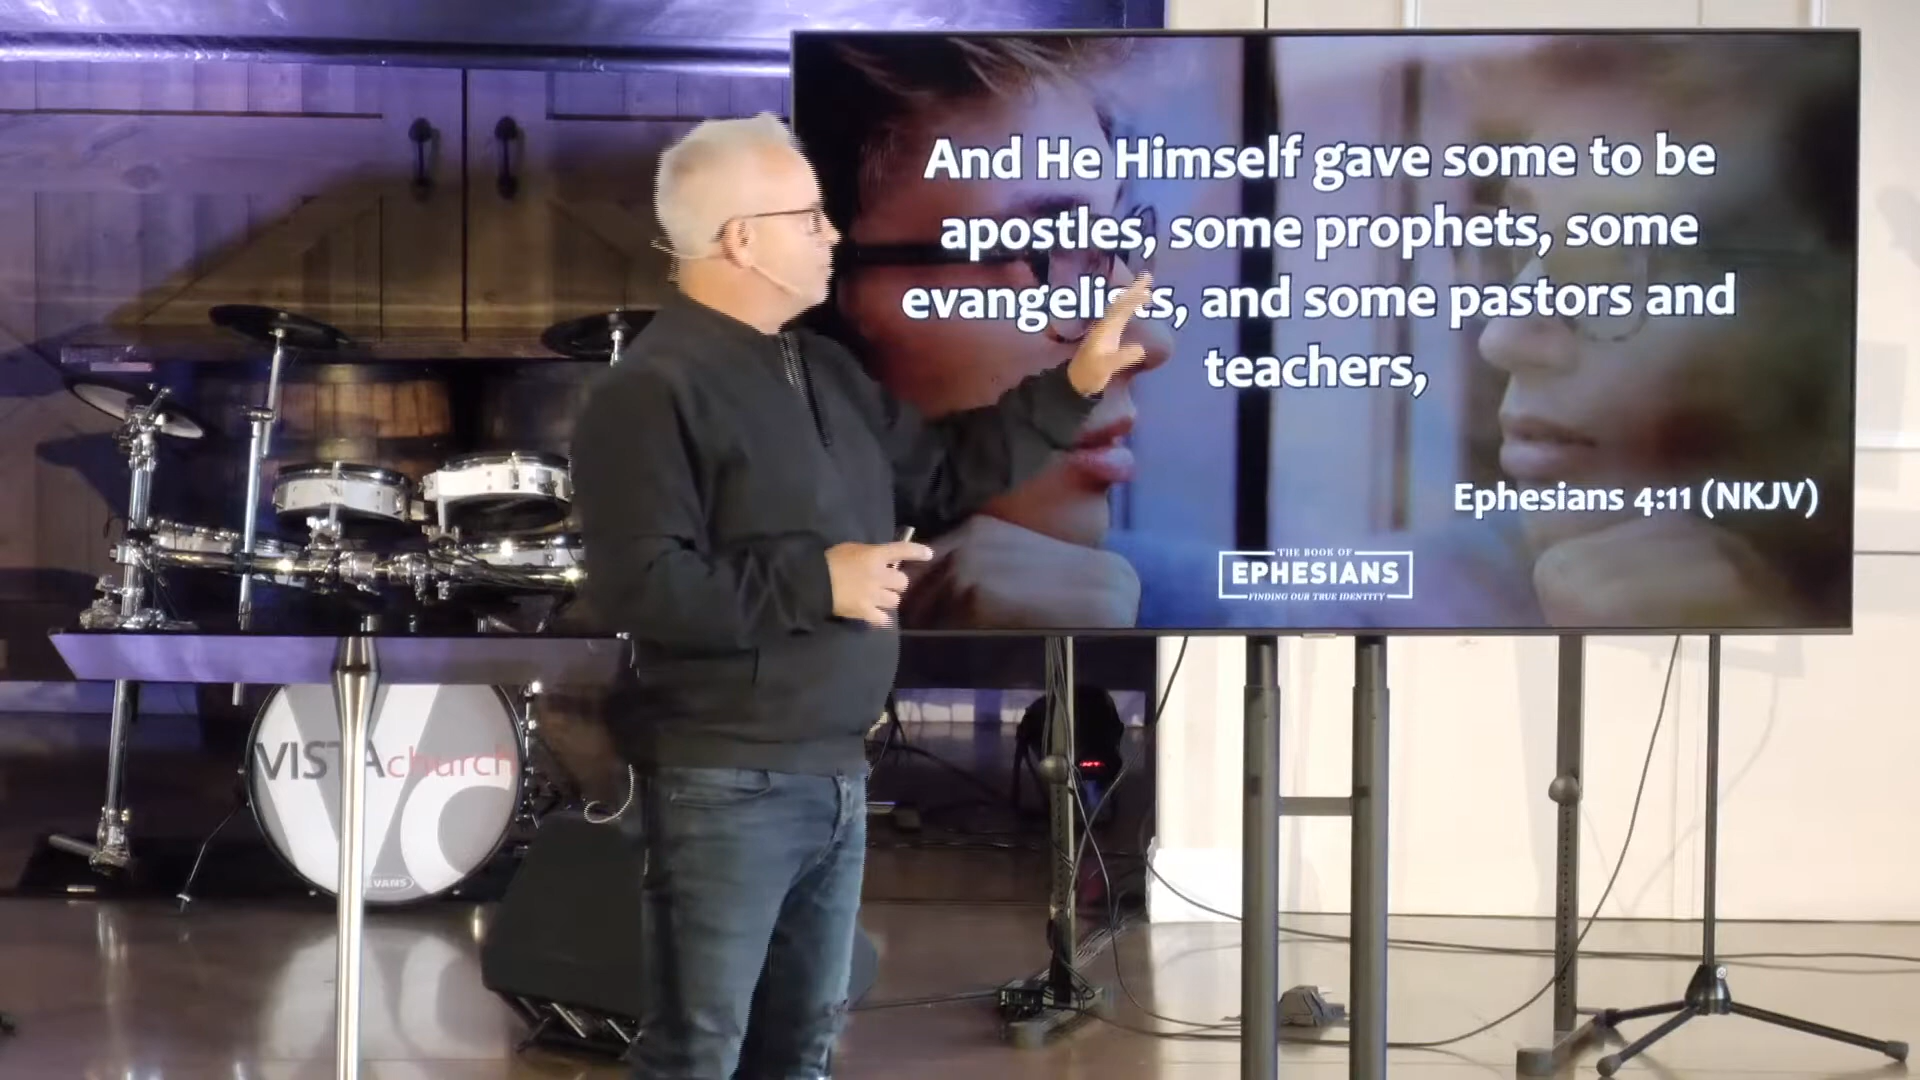 And He Himself gave some to be
apostles, some prophets, some
evangelists, and some pastors and
teachers,
Ephesians 4:11 (NKJV)
THE BOOK OF
EPHESIANS
FINDING OUR TRUE IDENTITY
VISTAchurch
EVANS